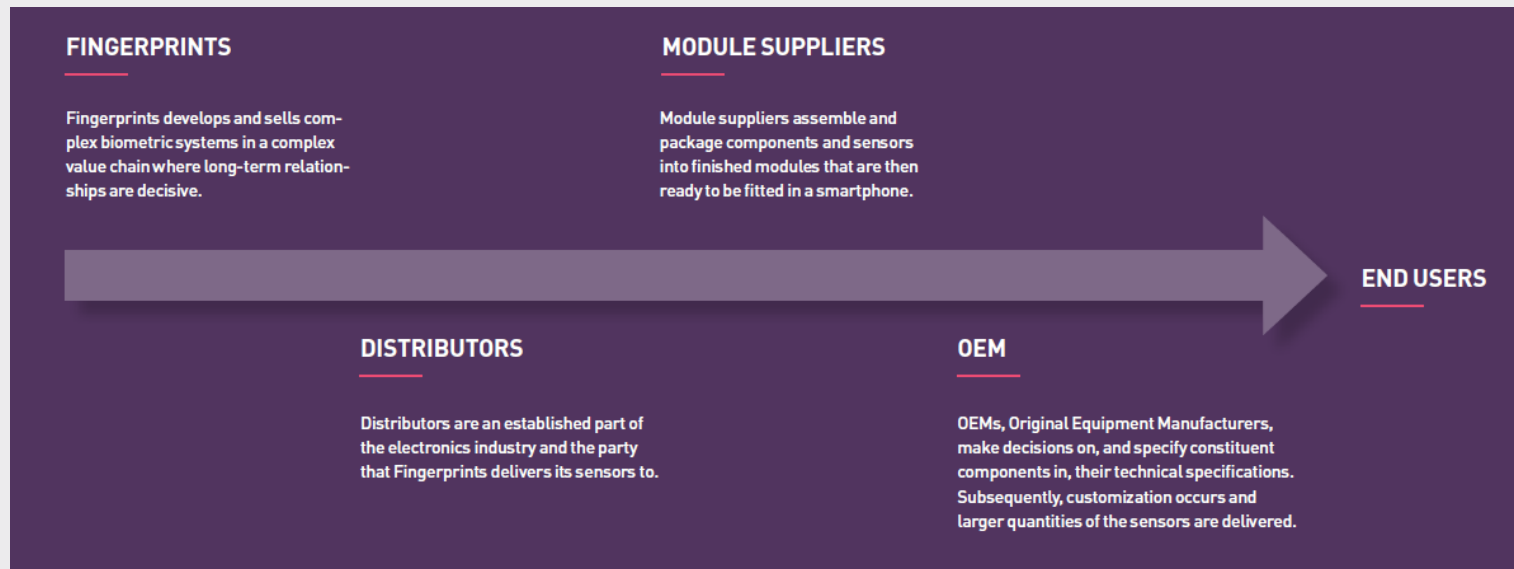 FINGERPRINTS
Fingerprints develops and sells com-
plex biometric systems in a complex
value chain where long-term relation-
ships are decisive.
MODULE SUPPLIERS
Module suppliers assemble and
package components and sensors
into finished modules that are then
ready to be fitted in a smartphone.
END USERS
DISTRIBUTORS
Distributors are an established part of
the electronics industry and the party
that Fingerprints delivers its sensors to.
OEM
OEMs, Original Equipment Manufacturers,
make decisions on, and specify constituent
components in, their technical specifications.
Subsequently, customization occurs and
larger quantities of the sensors are delivered.